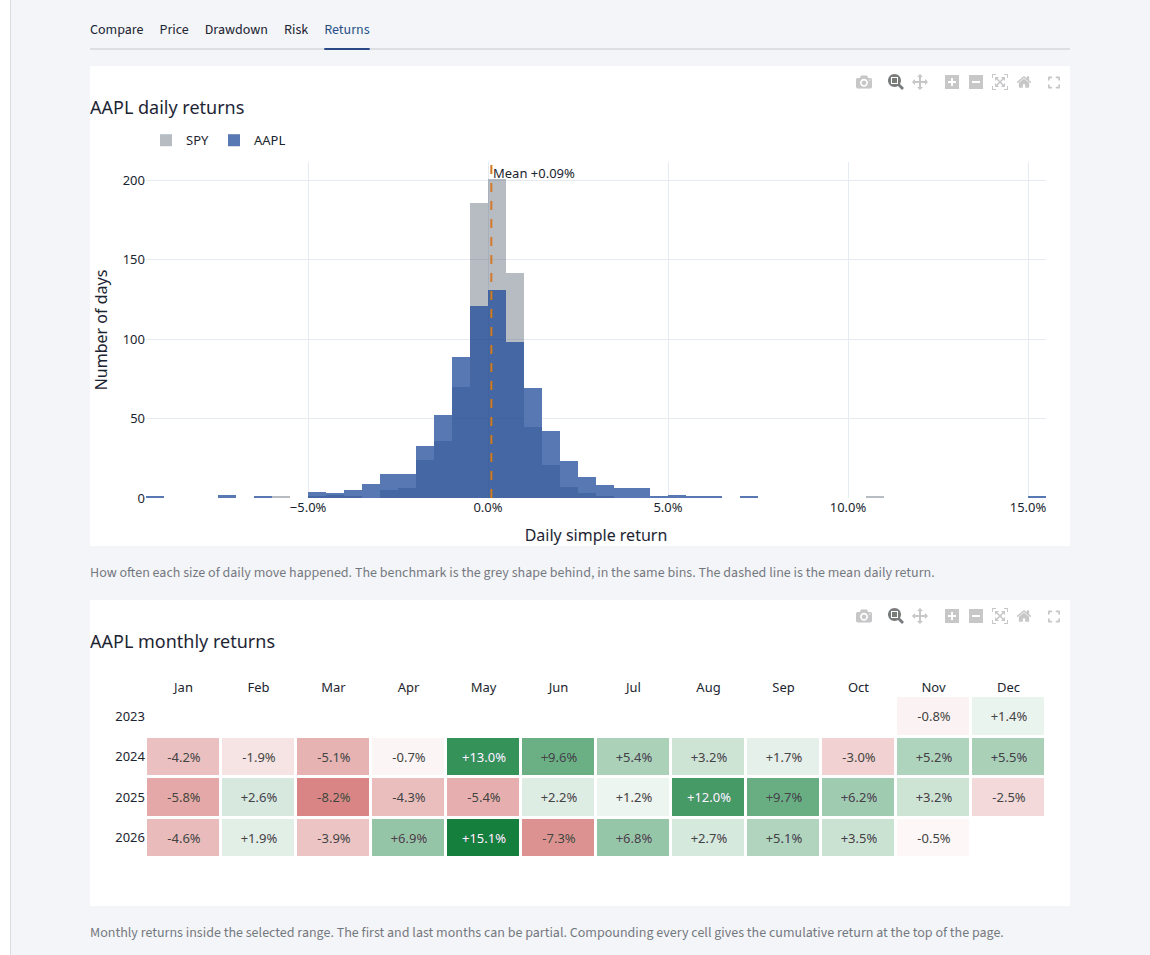 Compare Price Drawdown Risk Returns
AAPL daily returns
SPY AAPL
Mean +0.09%
200
150
100
50
0
Number of days
−5.0% 0.0% 5.0% 10.0% 15.0%
Daily simple return
How often each size of daily move happened. The benchmark is the grey shape behind, in the same bins. The dashed line is the mean daily return.
AAPL monthly returns
Jan Feb Mar Apr May Jun Jul Aug Sep Oct Nov Dec
2023 -0.8% +1.4%
2024 -4.2% -1.9% -5.1% -0.7% +13.0% +9.6% +5.4% +3.2% +1.7% -3.0% +5.2% +5.5%
2025 -5.8% +2.6% -8.2% -4.3% -5.4% +2.2% +1.2% +12.0% +9.7% +6.2% +3.2% -2.5%
2026 -4.6% +1.9% -3.9% +6.9% +15.1% -7.3% +6.8% +2.7% +5.1% +3.5% -0.5%
Monthly returns inside the selected range. The first and last months can be partial. Compounding every cell gives the cumulative return at the top of the page.